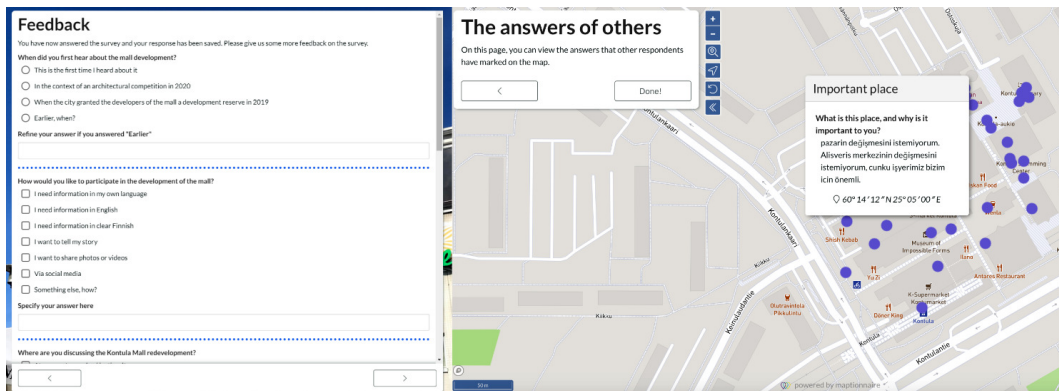 Feedback
You have now answered the survey and your response has been saved. Please give us some more feedback on the survey.
When did you first hear about the mall development?
This is the first time I heard about it
In the context of an architectural competition in 2020
When the city granted the developers of the mall a development reserve in 2019
Earlier, when?
Refine your answer if you answered "Earlier"
How would you like to participate in the development of the mall?
I need information in my own language
I need information in English
I need information in clear Finnish
I want to tell my story
I want to share photos or videos
Via social media
Something else, how?
Specify your answer here
Where are you discussing the Kontula Mall redevelopment?
The answers of others
On this page, you can view the answers that other respondents
have marked on the map.
Done!
Important place
What is this place, and why is it
important to you?
pazarin değişmesini istemiyorum.
Alisveris merkezinin değişmesini
istemiyorum, cunku işyerimiz bizim
icin önemli.
60° 14 ' 12 " N 25° 05 ' 00 " E
Kontulankaari
Kontulankaari
Keinulaudantie
Kiikku
Kiikku
Olutravintola
Pikkulintu
Shish Kebab
Yu Zi
Museum of
Impossible Forms
Ilano
Antares Restaurant
K-Supermarket
Döner King
Kontula
Kontula
Kontulantie
50 m
powered by maptionnaire